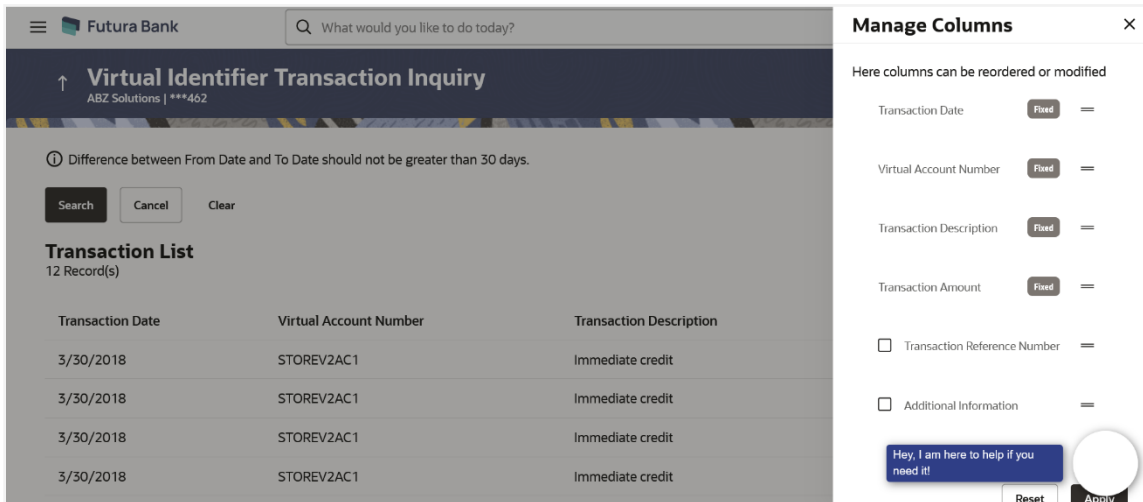 Futura Bank
What would you like to do today?
Virtual Identifier Transaction Inquiry
ABZ Solutions | ***462
Difference between From Date and To Date should not be greater than 30 days.
Search Cancel Clear
Transaction List
12 Record(s)
Transaction Date Virtual Account Number Transaction Description
3/30/2018 STOREV2AC1 Immediate credit
3/30/2018 STOREV2AC1 Immediate credit
3/30/2018 STOREV2AC1 Immediate credit
3/30/2018 STOREV2AC1 Immediate credit
Manage Columns
Here columns can be reordered or modified
Transaction Date Fixed
Virtual Account Number Fixed
Transaction Description Fixed
Transaction Amount Fixed
Transaction Reference Number
Additional Information
Hey, I am here to help if you
need it!
Reset Apply